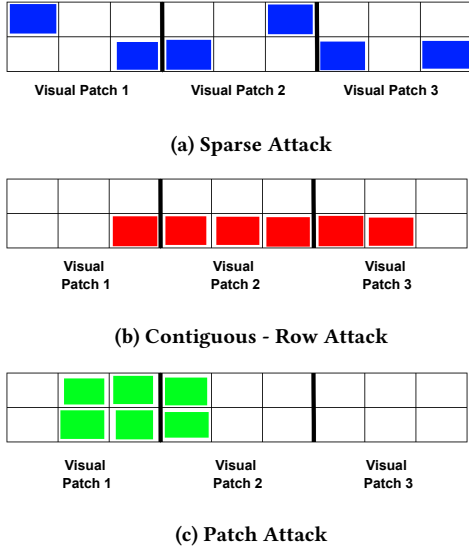 Visual Patch 1 Visual Patch 2 Visual Patch 3
(a) Sparse Attack
Visual Visual Visual
Patch 1 Patch 2 Patch 3
(b) Contiguous - Row Attack
Visual Visual Visual
Patch 1 Patch 2 Patch 3
(c) Patch Attack